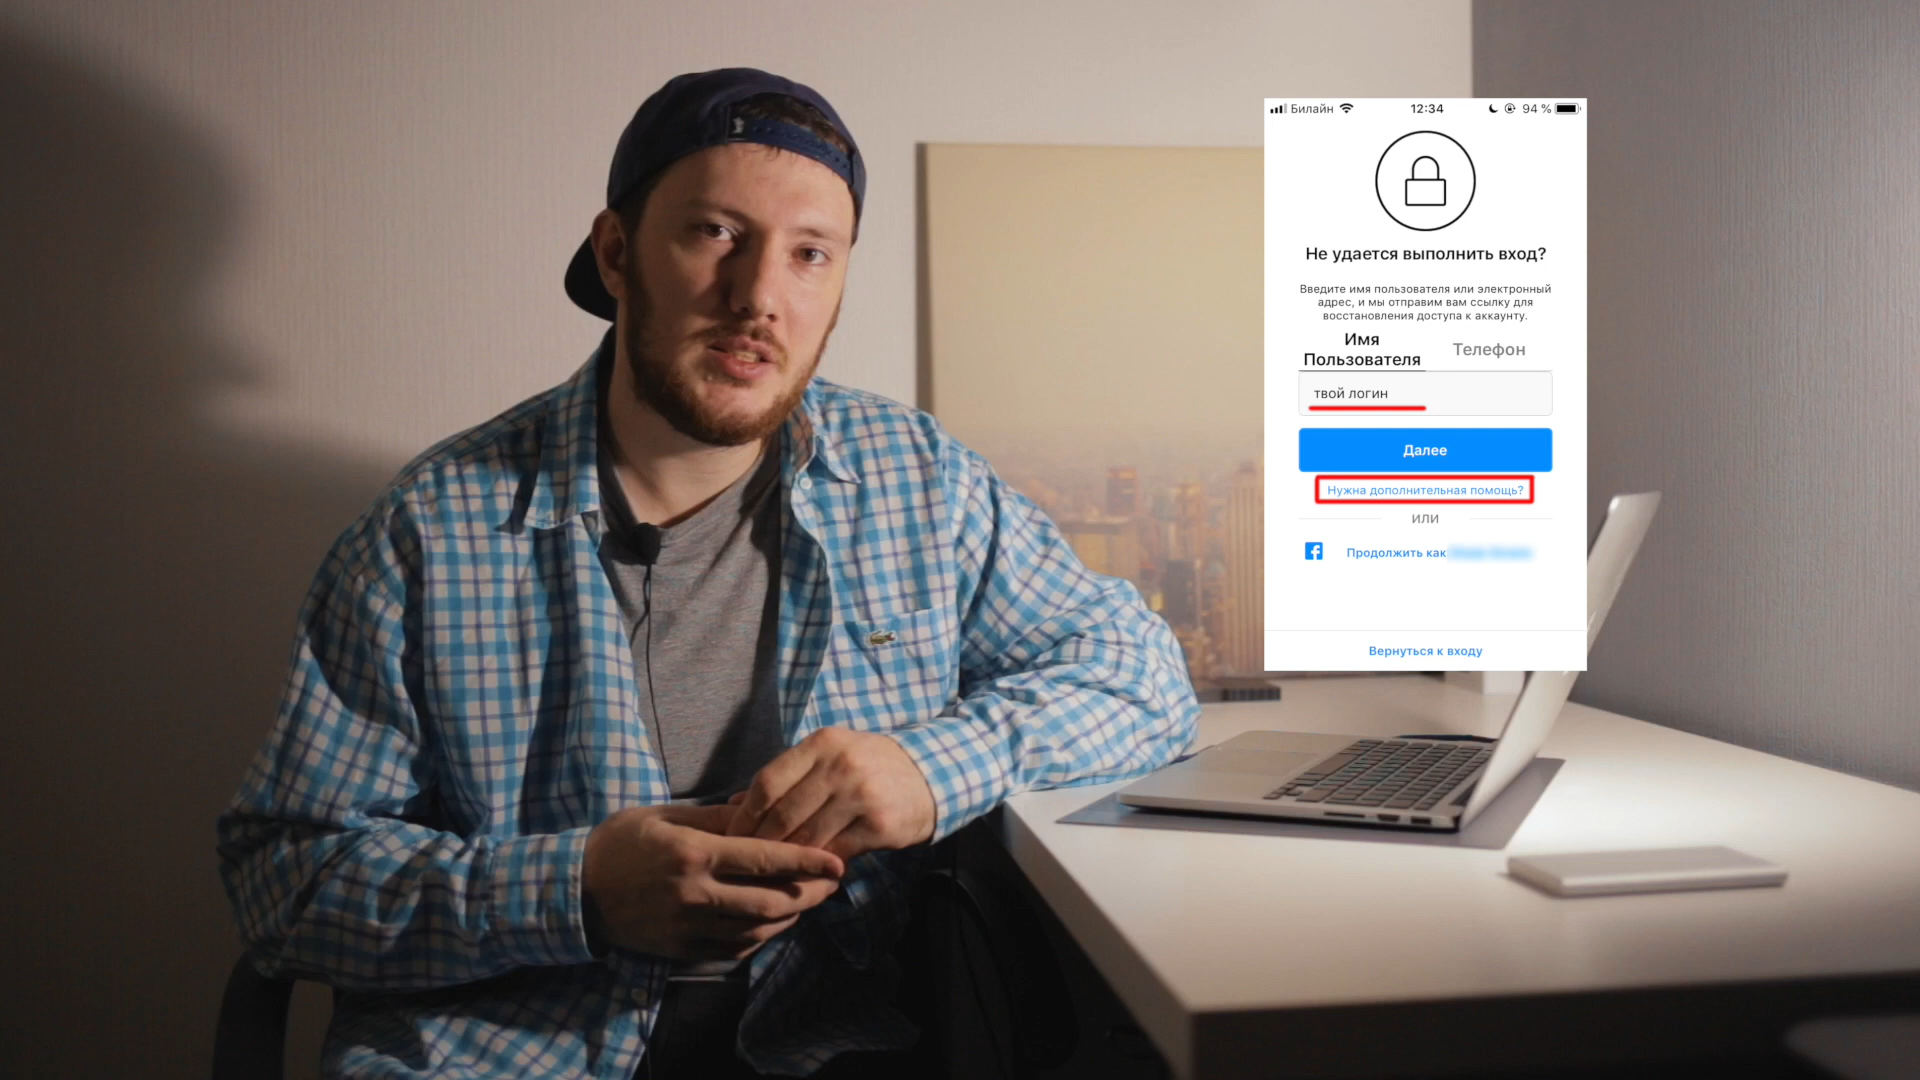 Билайн 12:34 94 %
Не удается выполнить вход?
Введите имя пользователя или электронный
адрес, и мы отправим вам ссылку для
восстановления доступа к аккаунту.
Имя
Пользователя
Телефон
твой логин
Далее
Нужна дополнительная помощь?
ИЛИ
Продолжить как
Вернуться к входу